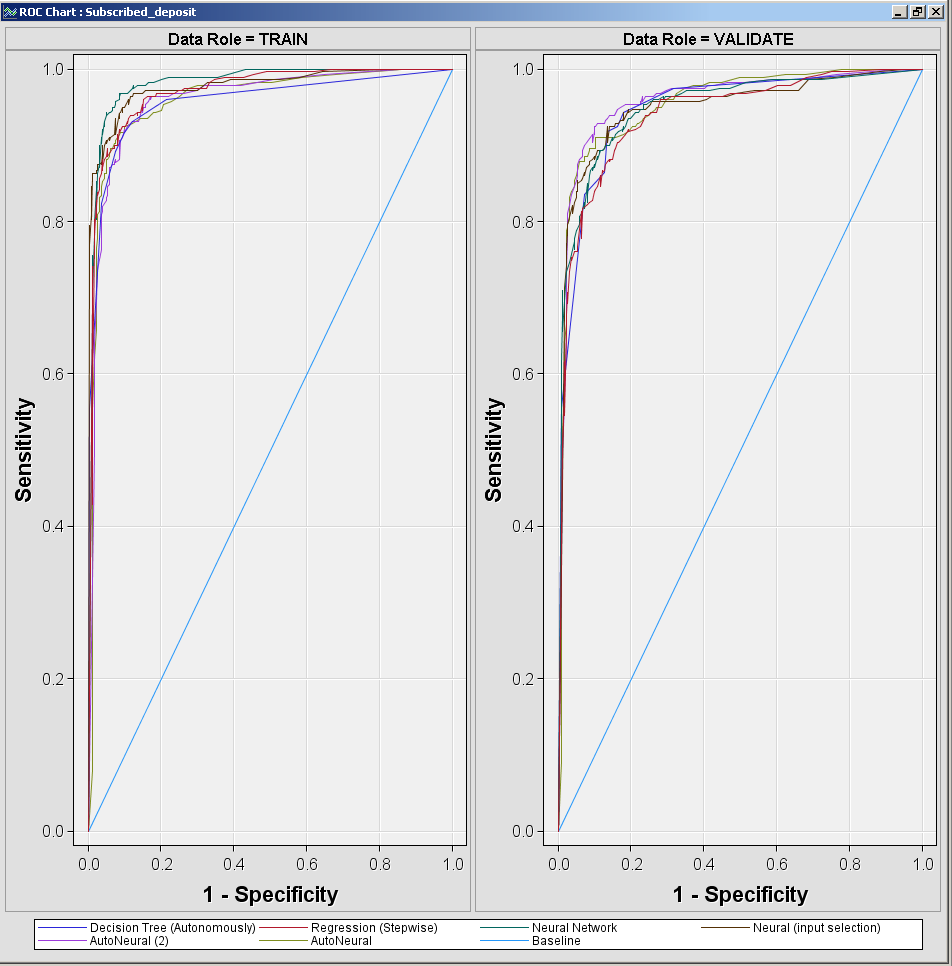 ROC Chart : Subscribed_deposit
Data Role = TRAIN
Data Role = VALIDATE
1.0
0.8
0.6
0.4
0.2
0.0
Sensitivity
0.0 0.2 0.4 0.6 0.8 1.0
1 - Specificity
1.0
0.8
0.6
0.4
0.2
0.0
Sensitivity
0.0 0.2 0.4 0.6 0.8 1.0
1 - Specificity
Decision Tree (Autonomously) Regression (Stepwise) Neural Network Neural (input selection)
AutoNeural (2) AutoNeural Baseline